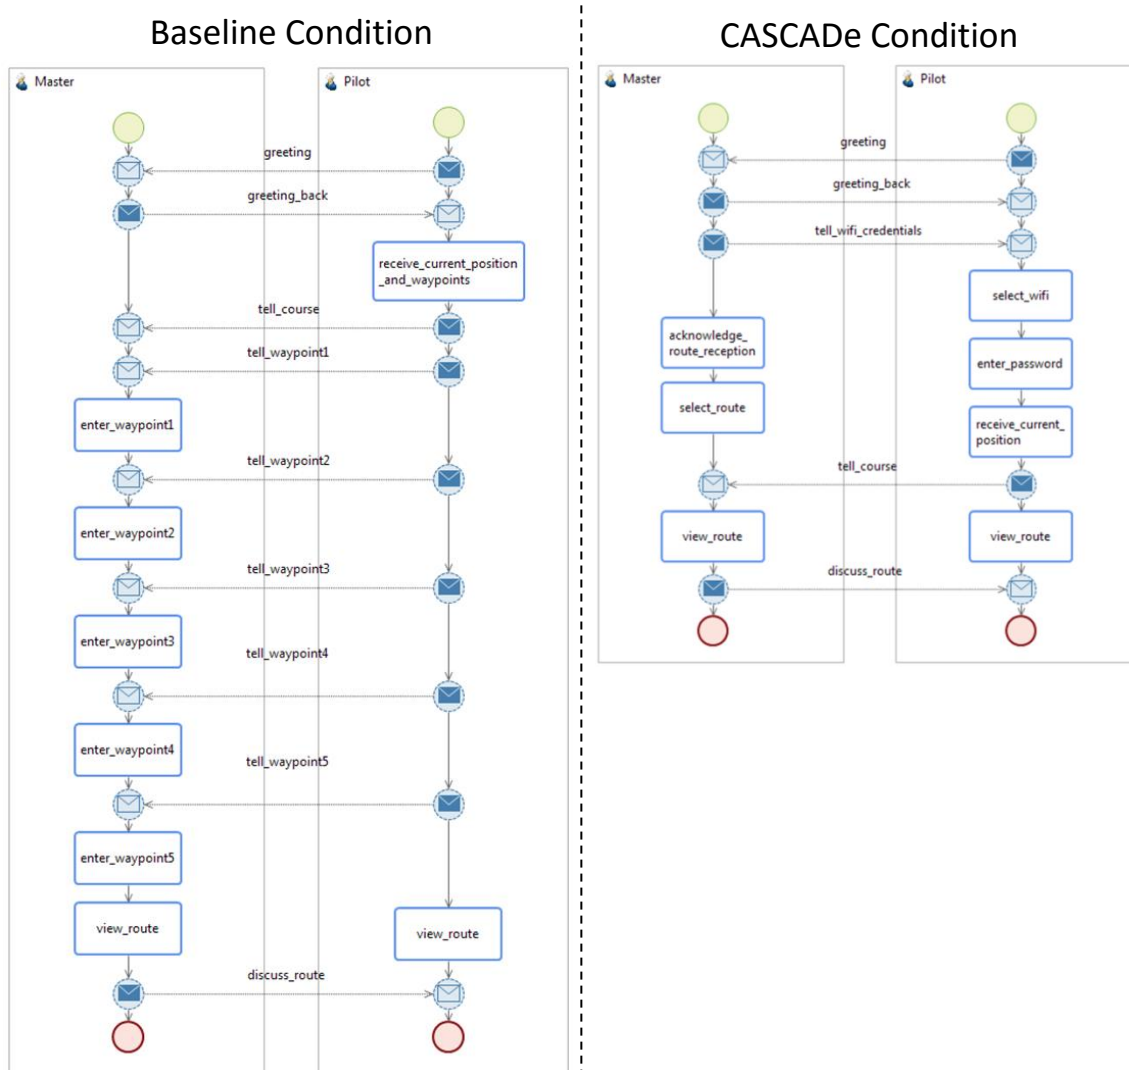 Baseline Condition
Master
Pilot
greeting
greeting_back
receive_current_position
_and_waypoints
tell_course
tell_waypoint1
enter_waypoint1
tell_waypoint2
enter_waypoint2
tell_waypoint3
enter_waypoint3
tell_waypoint4
enter_waypoint4
tell_waypoint5
enter_waypoint5
view_route
view_route
discuss_route
CASCADe Condition
Master
Pilot
greeting
greeting_back
tell_wifi_credentials
select_wifi
acknowledge_
route_reception
enter_password
select_route
receive_current_
position
tell_course
view_route
view_route
discuss_route